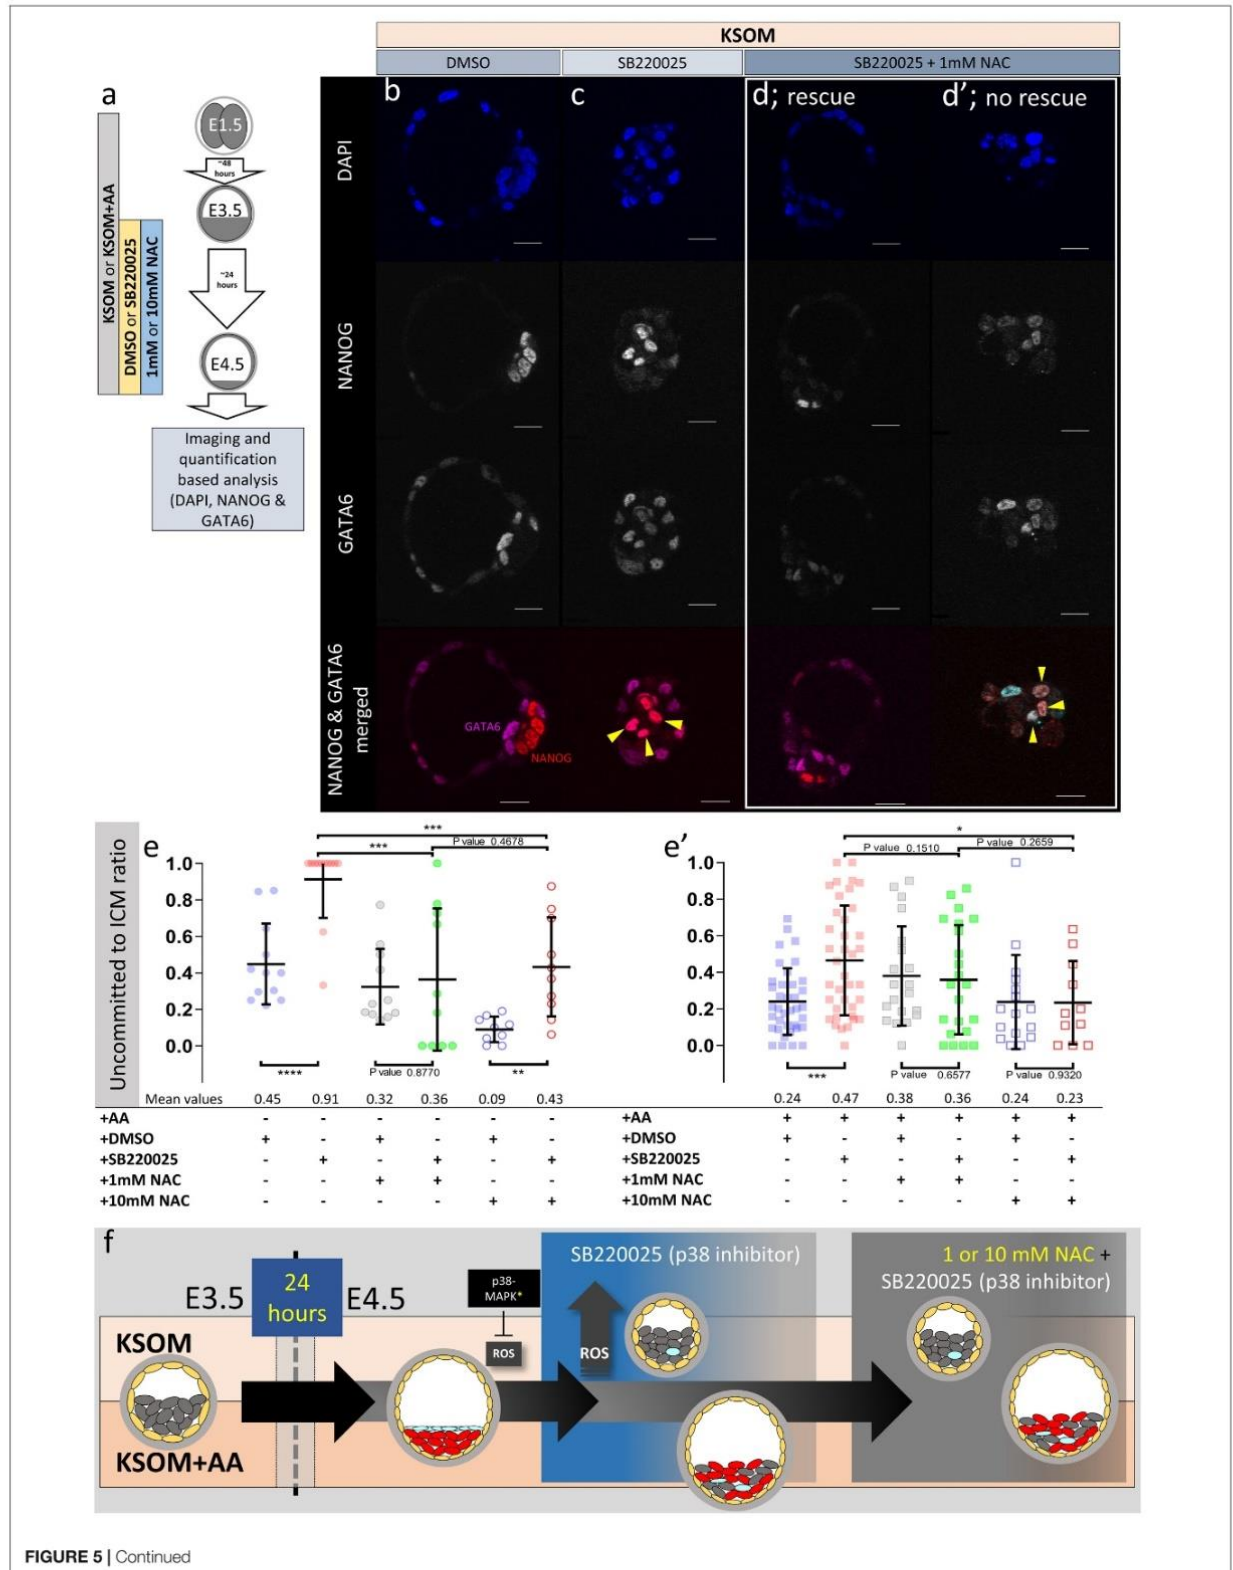 KSOM
DMSO
SB220025
SB220025 + 1mM NAC
a
b
c
d; rescue
d’; no rescue
KSOM or KSOM+AA
DMSO or SB220025
1mM or 10mM NAC
E1.5
~48
hours
E3.5
~24
hours
E4.5
Imaging and
quantification
based analysis
(DAPI, NANOG &
GATA6)
DAPI
NANOG
GATA6
NANOG & GATA6
merged
GATA6
NANOG
Uncommitted to ICM ratio
e
***
***
P value 0.4678
1.0
0.8
0.6
0.4
0.2
0.0
****
P value 0.8770
**
Mean values 0.45 0.91 0.32 0.36 0.09 0.43
+AA - - - - - -
+DMSO + - + - + -
+SB220025 - + - + - +
+1mM NAC - - + + - -
+10mM NAC - - - - + +
e’
*
P value 0.1510
P value 0.2659
1.0
0.8
0.6
0.4
0.2
0.0
***
P value 0.6577
P value 0.9320
0.24 0.47 0.38 0.36 0.24 0.23
+AA + + + + + +
+DMSO + - + - + -
+SB220025 - + - + - +
+1mM NAC - - + + - -
+10mM NAC - - - - + +
f
E3.5
24
hours
E4.5
p38-
MAPK*
ROS
SB220025 (p38 inhibitor)
ROS
1 or 10 mM NAC +
SB220025 (p38 inhibitor)
KSOM
KSOM+AA
FIGURE 5 | Continued